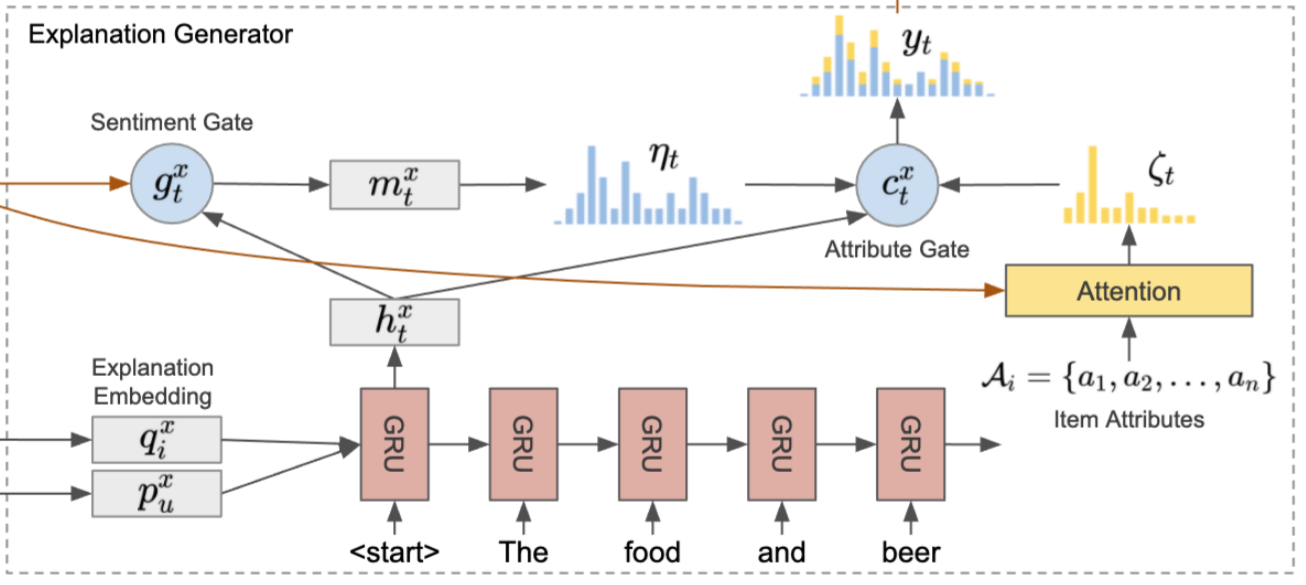 Explanation Generator
y_t
Sentiment Gate
g_t^x
m_t^x
η_t
c_t^x
ζ_t
Attribute Gate
Attention
h_t^x
𝒜_i = {a_1, a_2, . . . , a_n}
Item Attributes
Explanation
Embedding
q_i^x
p_u^x
GRU
GRU
GRU
GRU
GRU
<start>
The
food
and
beer